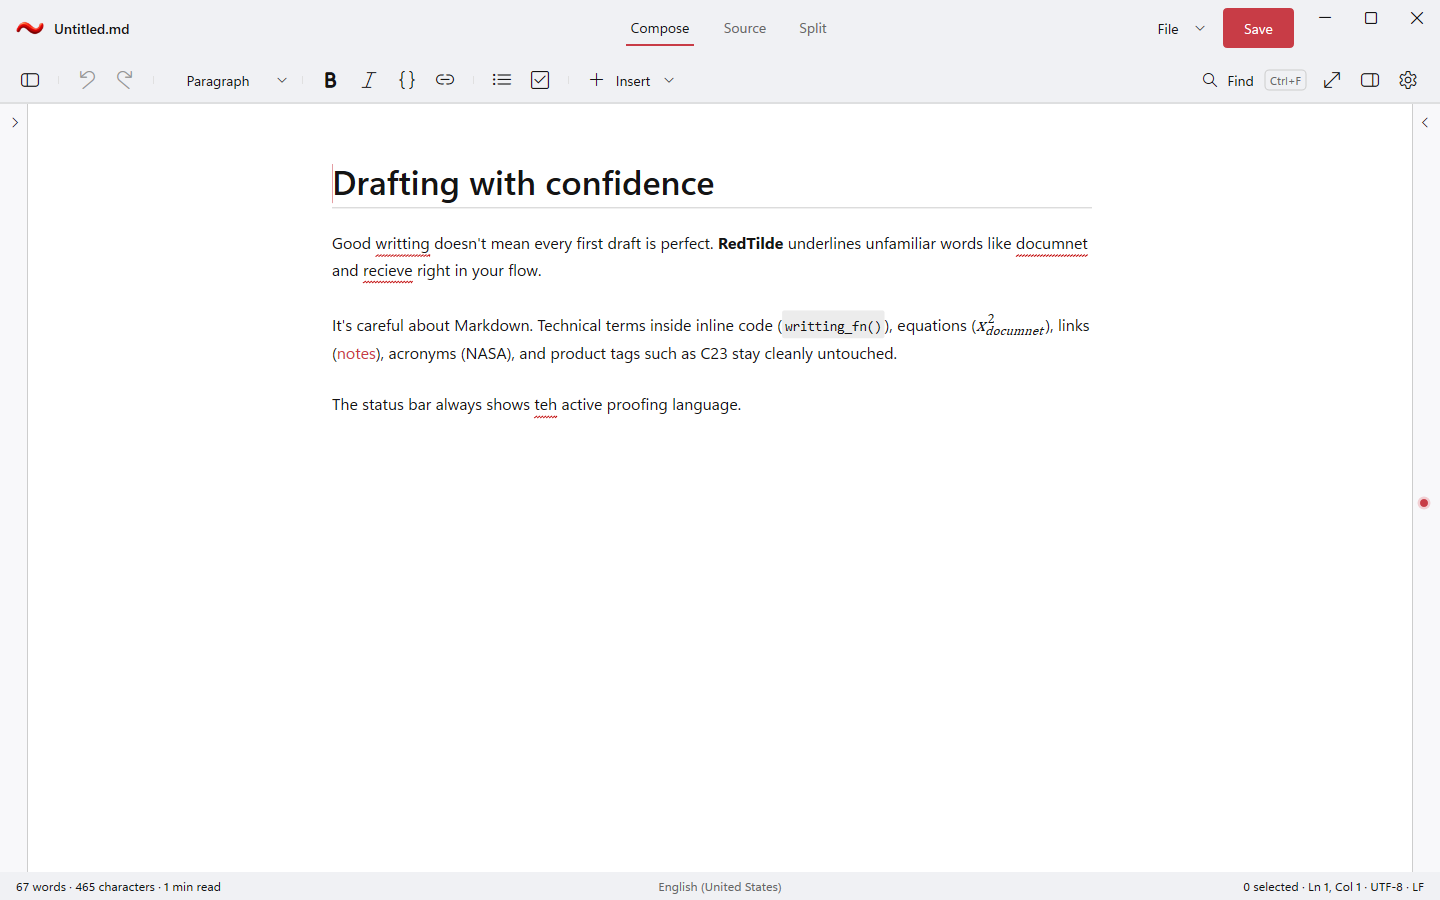 Untitled.md
Compose Source Split
File Save
Paragraph B I {} Insert
Find Ctrl+F
Drafting with confidence
Good writting doesn't mean every first draft is perfect. RedTilde underlines unfamiliar words like documnet
and recieve right in your flow.
It's careful about Markdown. Technical terms inside inline code (writting_fn()), equations (x²_documnet), links
(notes), acronyms (NASA), and product tags such as C23 stay cleanly untouched.
The status bar always shows teh active proofing language.
67 words · 465 characters · 1 min read
English (United States)
0 selected · Ln 1, Col 1 · UTF-8 · LF